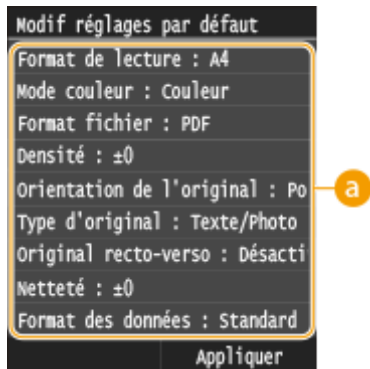 Modif réglages par défaut
Format de lecture : A4
Mode couleur : Couleur
Format fichier : PDF
Densité : ±0
Orientation de l'original : Po
a
Type d'original : Texte/Photo
Original recto-verso : Désacti
Netteté : ±0
Format des données : Standard
Appliquer